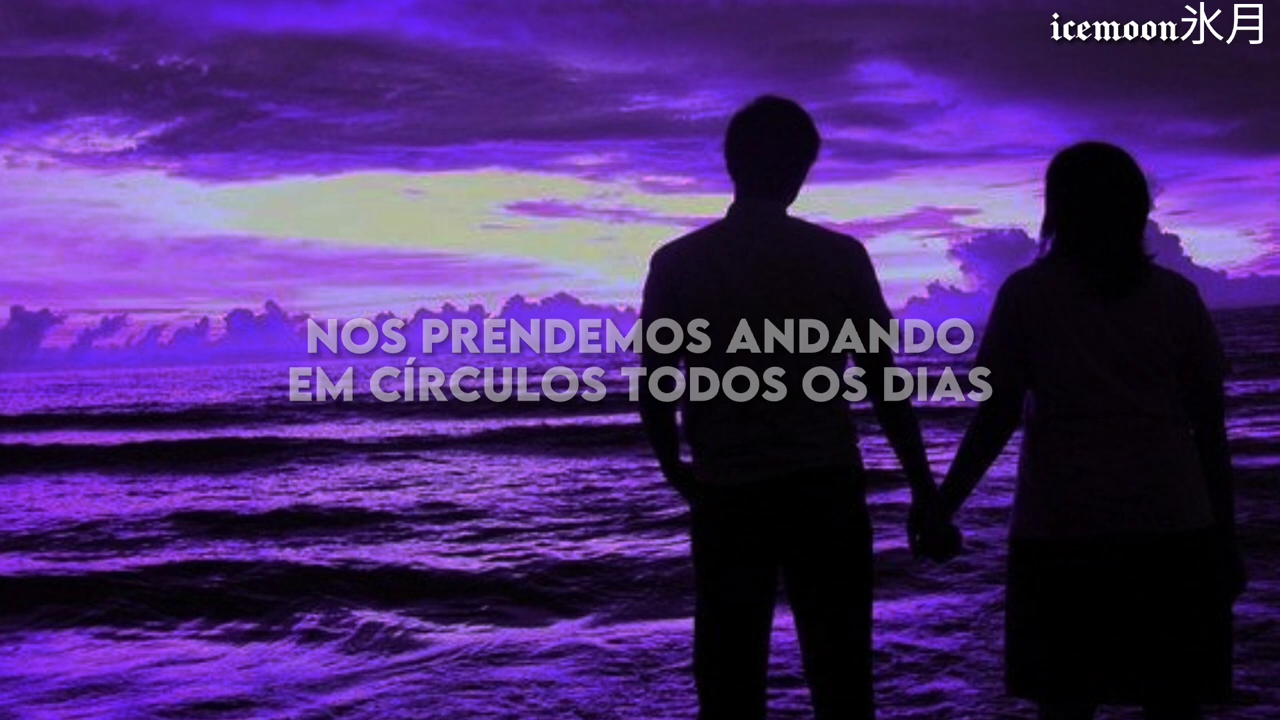 icemoon氷月
NOS PRENDEMOS ANDANDO
EM CÍRCULOS TODOS OS DIAS